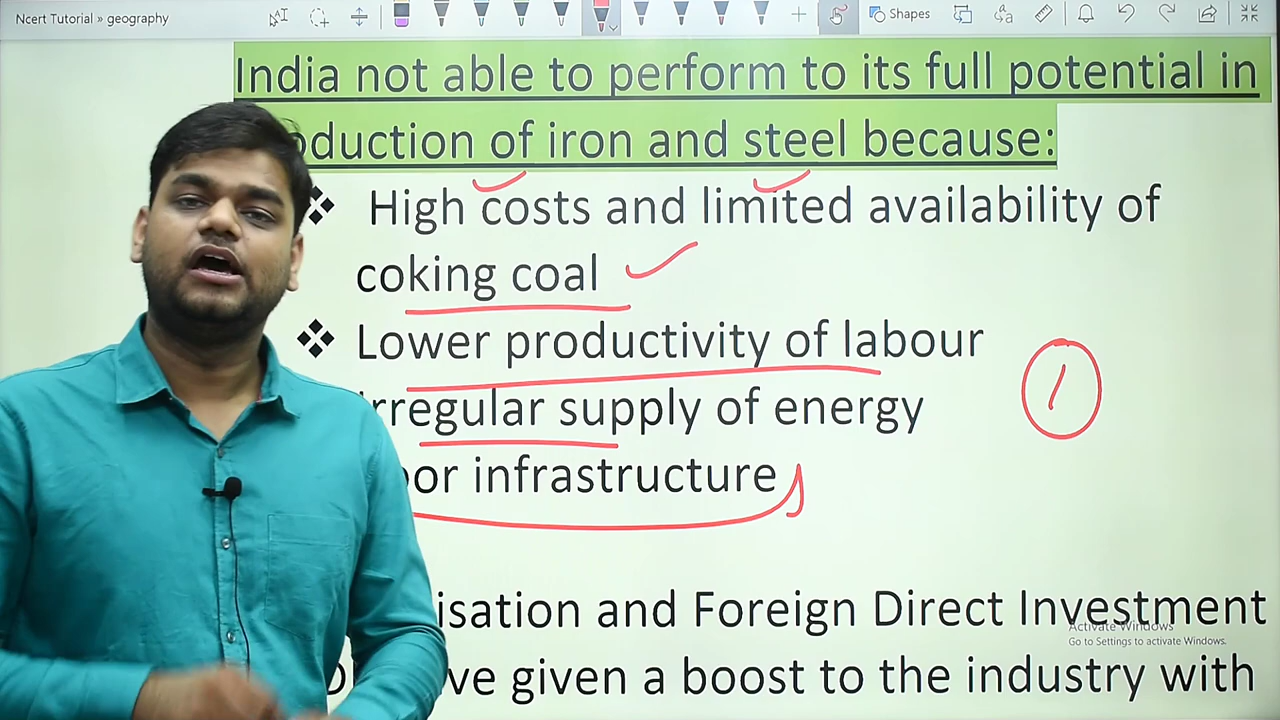 Ncert Tutorial » geography
Shapes
India not able to perform to its full potential in
oduction of iron and steel because:
❖ High costs and limited availability of
coking coal
❖ Lower productivity of labour
rregular supply of energy
oor infrastructure
1
isation and Foreign Direct Investment
ve given a boost to the industry with
Activate Windows
Go to Settings to activate Windows.